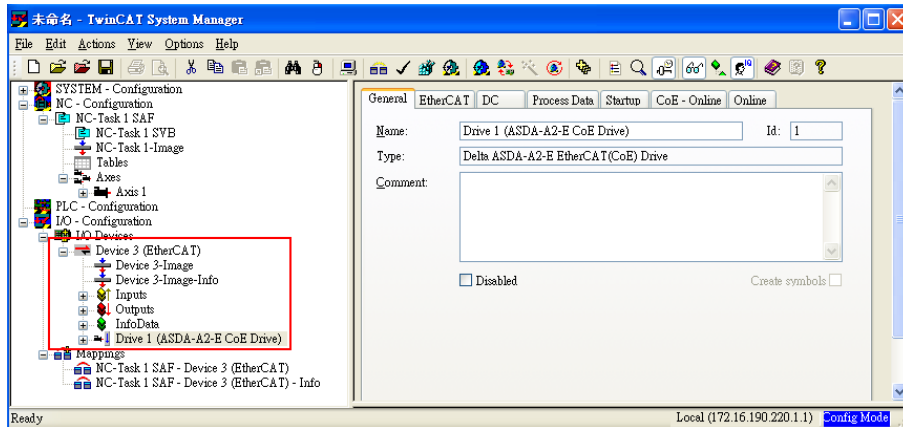 未命名 - TwinCAT System Manager
File Edit Actions View Options Help
SYSTEM - Configuration
NC - Configuration
NC-Task 1 SAF
NC-Task 1 SVB
NC-Task 1-Image
Tables
Axes
Axis 1
PLC - Configuration
I/O - Configuration
I/O Devices
Device 3 (EtherCAT)
Device 3-Image
Device 3-Image-Info
Inputs
Outputs
InfoData
Drive 1 (ASDA-A2-E CoE Drive)
Mappings
NC-Task 1 SAF - Device 3 (EtherCAT)
NC-Task 1 SAF - Device 3 (EtherCAT) - Info
General EtherCAT DC Process Data Startup CoE - Online Online
Name: Drive 1 (ASDA-A2-E CoE Drive) Id: 1
Type: Delta ASDA-A2-E EtherCAT(CoE) Drive
Comment:
Disabled Create symbols
Ready Local (172.16.190.220.1.1) Config Mode